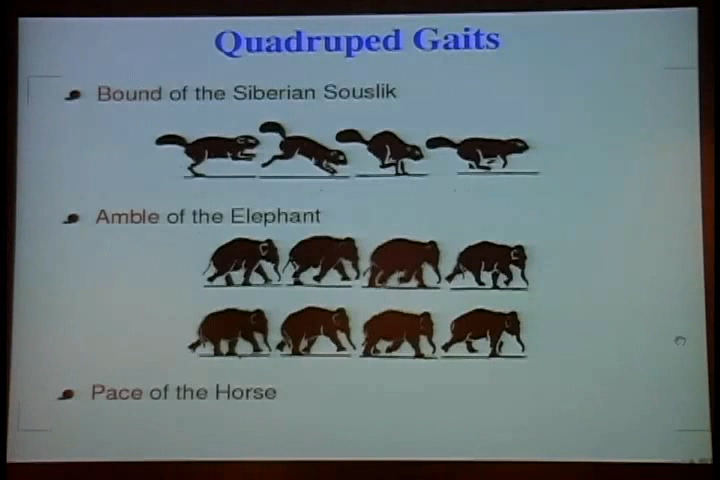 Quadruped Gaits
Bound of the Siberian Souslik
Amble of the Elephant
Pace of the Horse